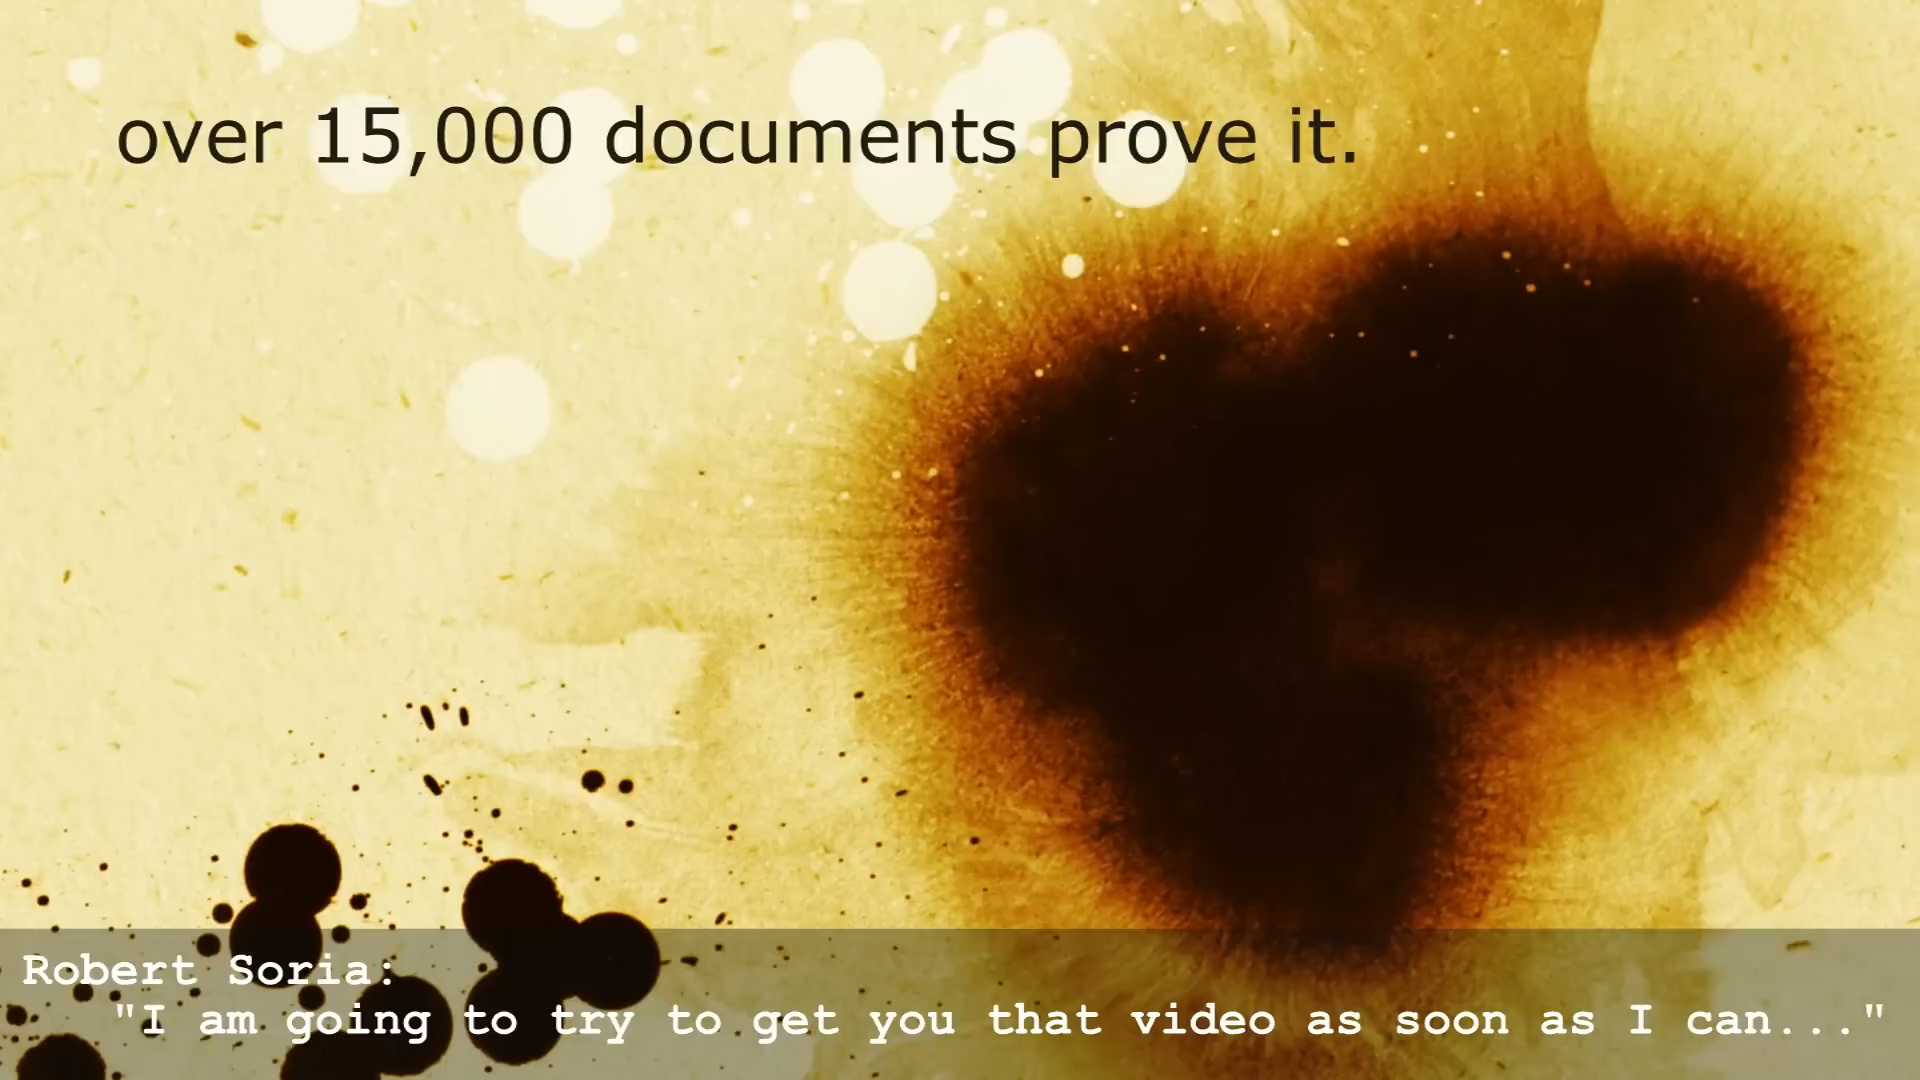 over 15,000 documents prove it.
Robert Soria:
"I am going to try to get you that video as soon as I can..."